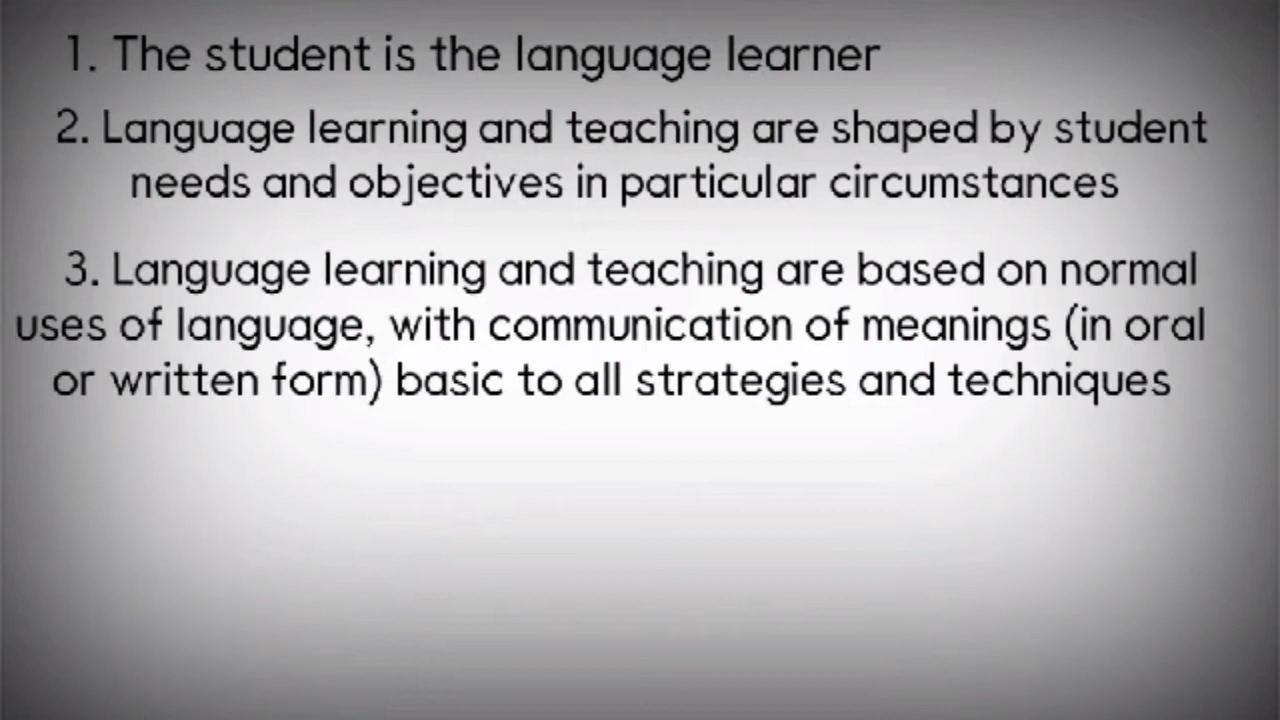 1. The student is the language learner
2. Language learning and teaching are shaped by student
needs and objectives in particular circumstances
3. Language learning and teaching are based on normal
uses of language, with communication of meanings (in oral
or written form) basic to all strategies and techniques